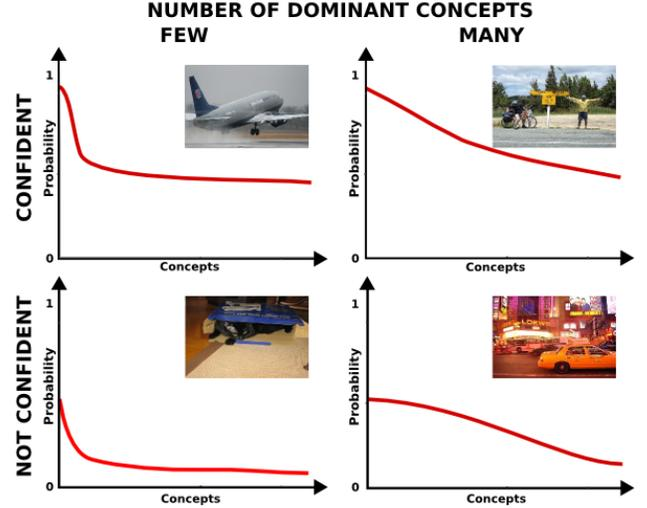 NUMBER OF DOMINANT CONCEPTS
FEW
MANY
CONFIDENT
Probability
1
0
Concepts
Probability
1
0
Concepts
NOT CONFIDENT
Probability
1
0
Concepts
Probability
1
0
Concepts
LOEWS